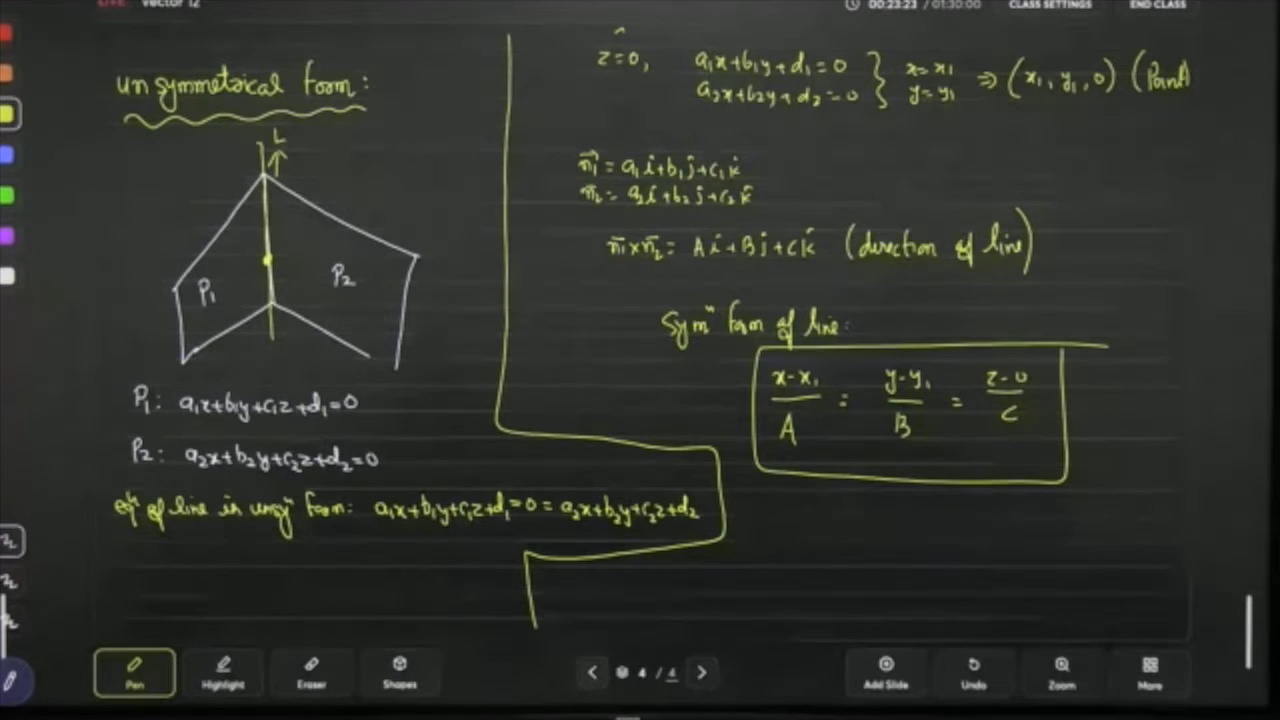 LIVE Vector 12
00:23:23 / 01:30:00 CLASS SETTINGS END CLASS
unsymmetrical form:
L
P1
P2
P1: a1x+b1y+c1z+d1=0
P2: a2x+b2y+c2z+d2=0
eqn of line in unsyn form: a1x+b1y+c1z+d1=0=a2x+b2y+c2z+d2
z=0, a1x+b1y+d1=0 } x=x1 ⇒ (x1, y1, 0) (Point)
a2x+b2y+d2=0 } y=y1
n1 = a1i+b1j+c1k
n2 = a2i+b2j+c2k
n1×n2 = Ai+Bj+Ck (direction of line)
Symn form of line:
x-x1/A = y-y1/B = z-0/C
Pen Highlight Eraser Shapes < 4 / 4 > Add Slide Undo Zoom More